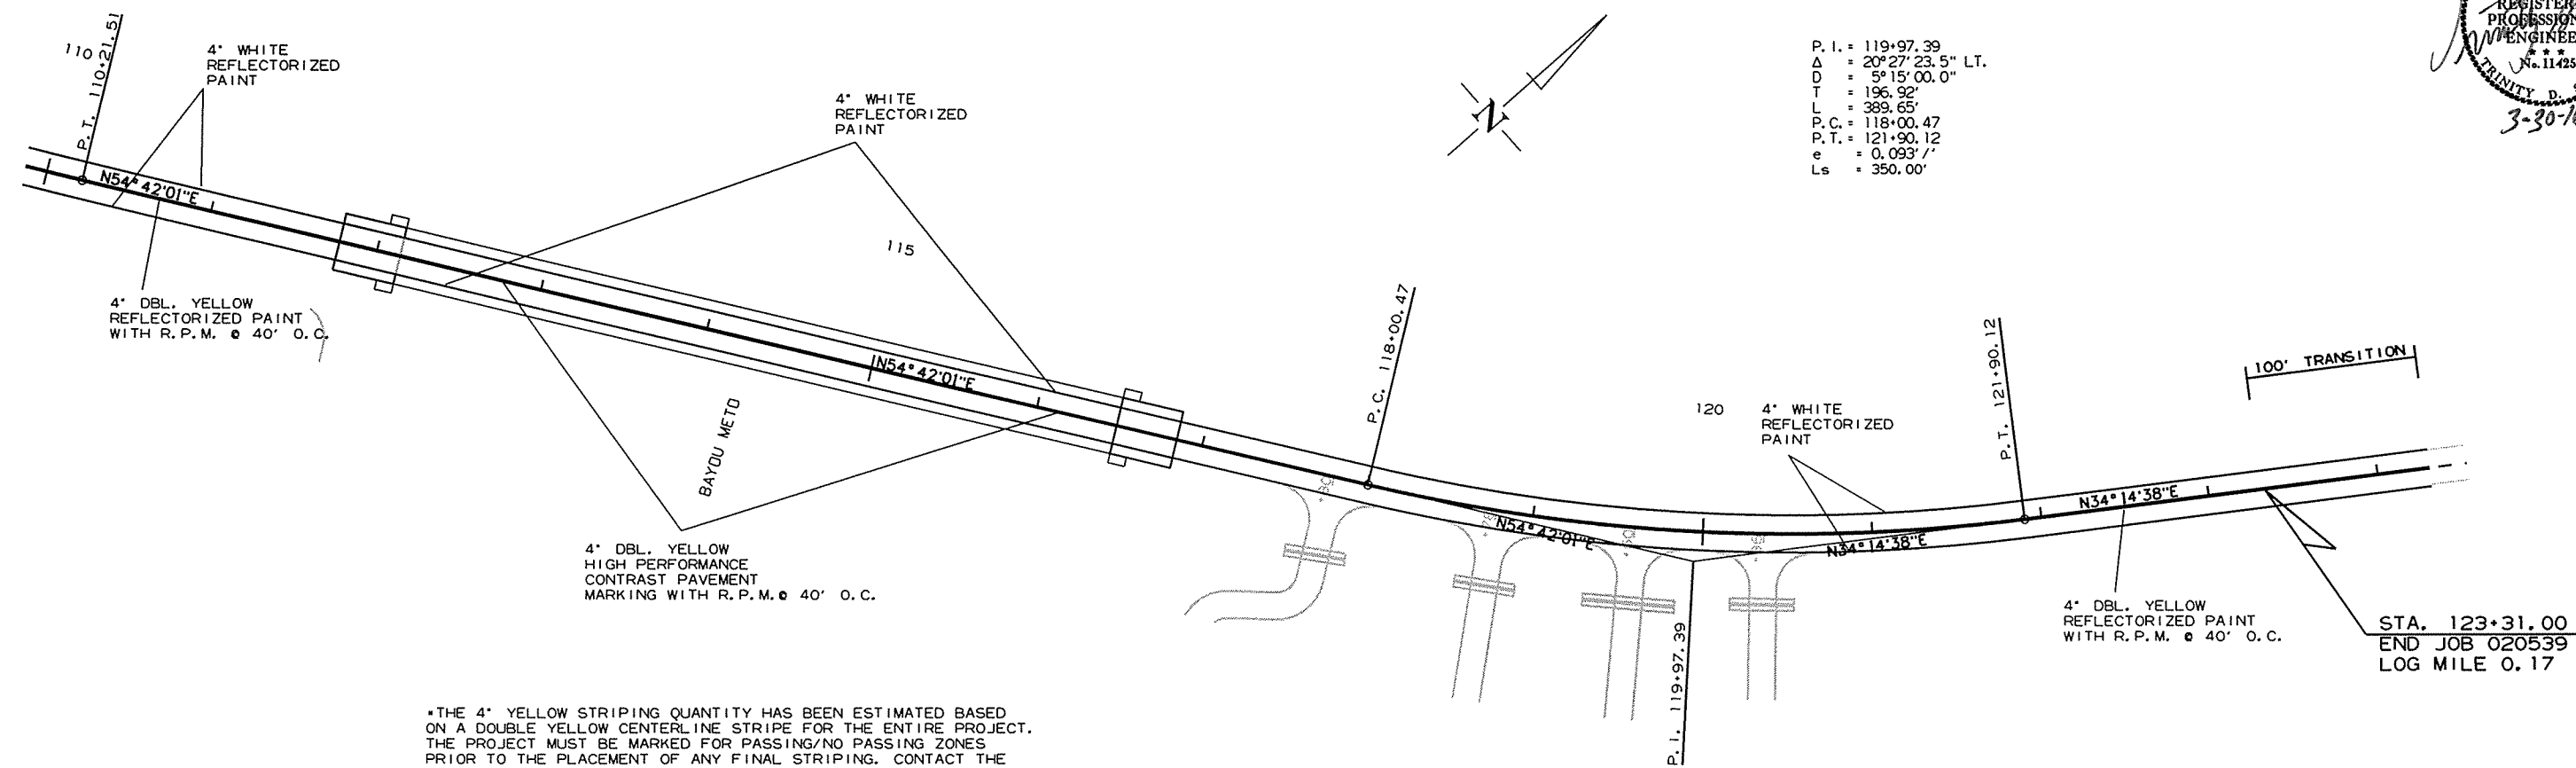 110
P.T. 110+21.51
4" WHITE
REFLECTORIZED
PAINT
N54°42'01"E
4" DBL. YELLOW
REFLECTORIZED PAINT
WITH R.P.M. @ 40' O.C.
4" WHITE
REFLECTORIZED
PAINT
115
N54°42'01"E
BAYOU METO
4" DBL. YELLOW
HIGH PERFORMANCE
CONTRAST PAVEMENT
MARKING WITH R.P.M.@ 40' O.C.
N
P.I. = 119+97.39
Δ = 20°27'23.5" LT.
D = 5°15'00.0"
T = 196.92'
L = 389.65'
P.C. = 118+00.47
P.T. = 121+90.12
e = 0.093'/'
Ls = 350.00'
PROFESSION
ENGINEE
***
No. 11425
TRINITY D.
P.C. 118+00.47
N54°42'01"E
120
4" WHITE
REFLECTORIZED
PAINT
P.I. 119+97.39
N34°14'38"E
P.T. 121+90.12
N34°14'38"E
100' TRANSITION
4" DBL. YELLOW
REFLECTORIZED PAINT
WITH R.P.M. @ 40' O.C.
STA. 123+31.00
END JOB 020539
LOG MILE 0.17
*THE 4" YELLOW STRIPING QUANTITY HAS BEEN ESTIMATED BASED
ON A DOUBLE YELLOW CENTERLINE STRIPE FOR THE ENTIRE PROJECT.
THE PROJECT MUST BE MARKED FOR PASSING/NO PASSING ZONES
PRIOR TO THE PLACEMENT OF ANY FINAL STRIPING. CONTACT THE